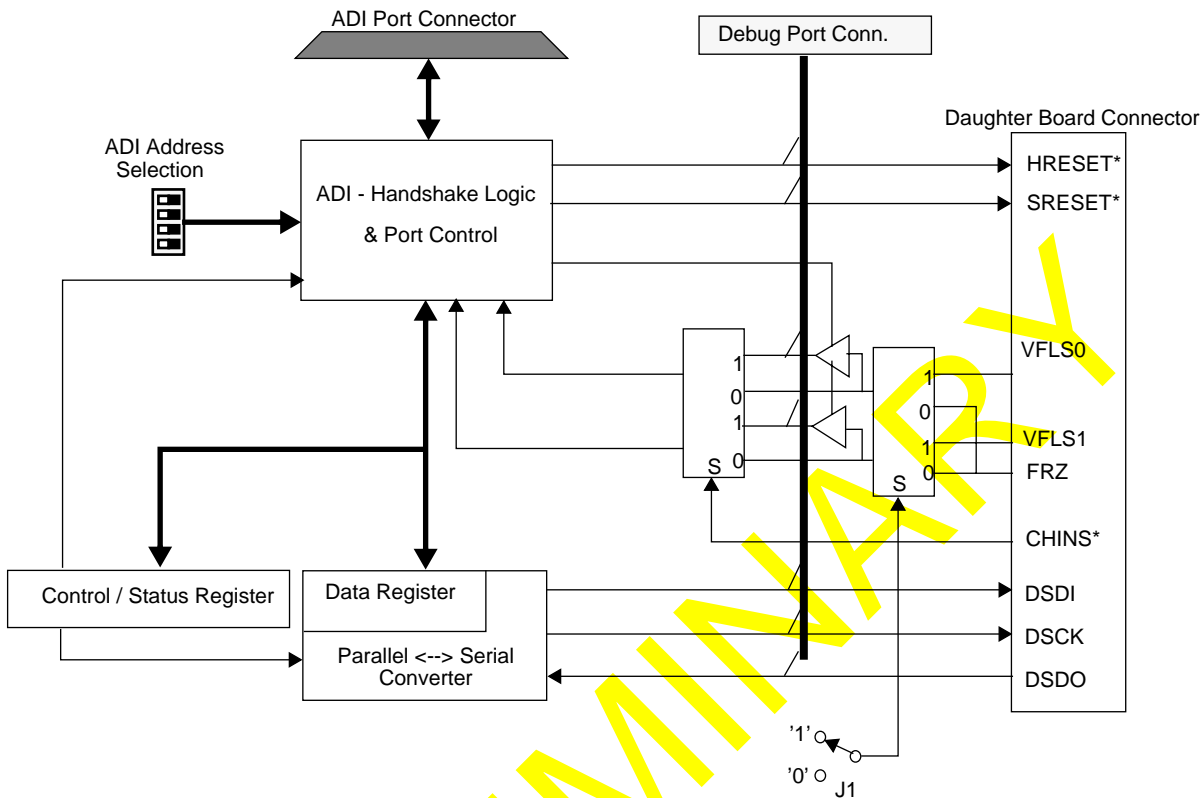 ADI Port Connector
Debug Port Conn.
Daughter Board Connector
ADI Address
Selection
ADI - Handshake Logic
& Port Control
HRESET*
SRESET*
VFLS0
1
0
1
0
S
1
0
1
0
S
VFLS1
FRZ
CHINS*
Control / Status Register
Data Register
Parallel <--> Serial
Converter
DSDI
DSCK
DSDO
'1'
'0'
J1
MINARY